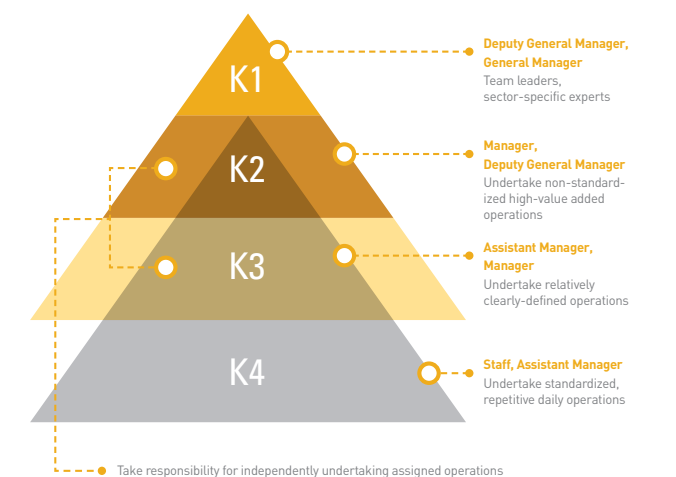 K1
Deputy General Manager,
General Manager
Team leaders,
sector-specific experts
K2
Manager,
Deputy General Manager
Undertake non-standard-
ized high-value added
operations
K3
Assistant Manager,
Manager
Undertake relatively
clearly-defined operations
K4
Staff, Assistant Manager
Undertake standardized,
repetitive daily operations
Take responsibility for independently undertaking assigned operations